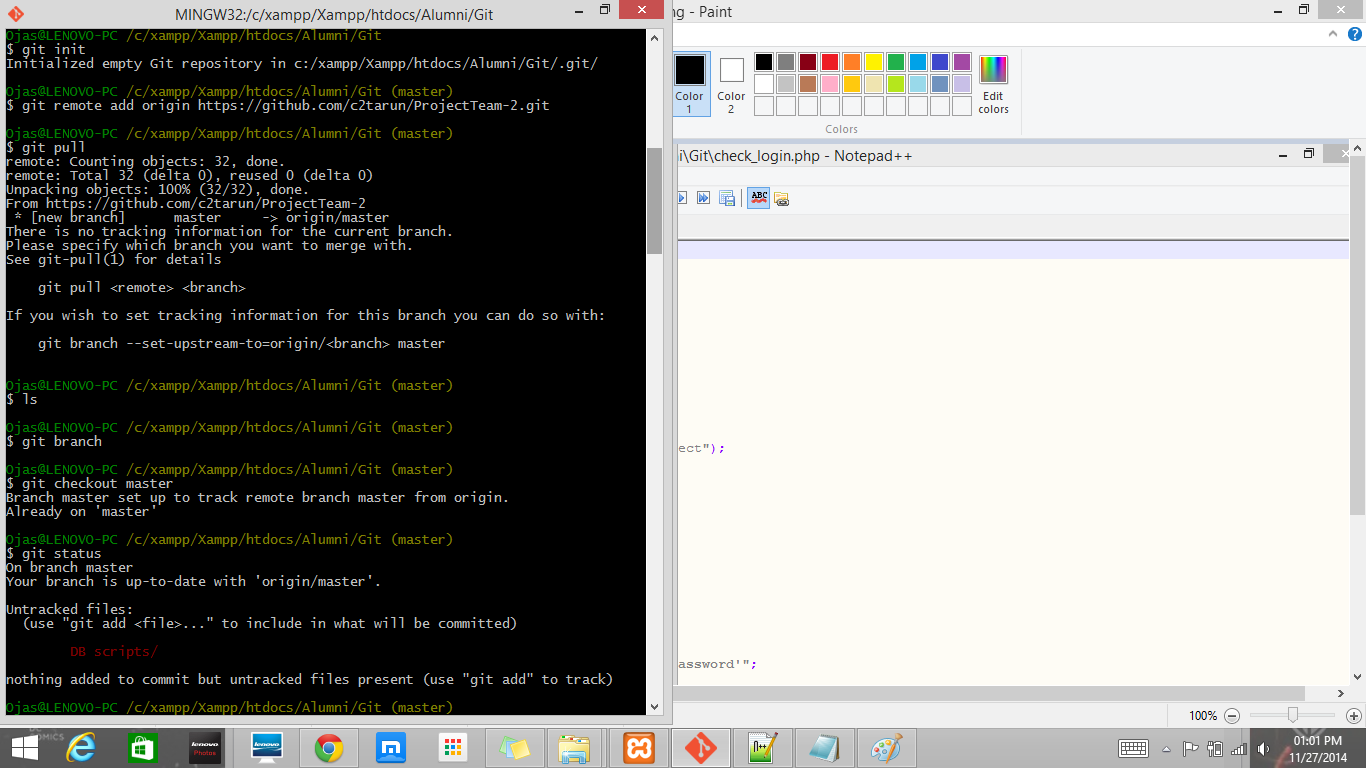 MINGW32:/c/xampp/Xampp/htdocs/Alumni/Git
Ojas@LENOVO-PC /c/xampp/Xampp/htdocs/Alumni/Git
$ git init
Initialized empty Git repository in c:/xampp/Xampp/htdocs/Alumni/Git/.git/
Ojas@LENOVO-PC /c/xampp/Xampp/htdocs/Alumni/Git (master)
$ git remote add origin https://github.com/c2tarun/ProjectTeam-2.git
Ojas@LENOVO-PC /c/xampp/Xampp/htdocs/Alumni/Git (master)
$ git pull
remote: Counting objects: 32, done.
remote: Total 32 (delta 0), reused 0 (delta 0)
Unpacking objects: 100% (32/32), done.
From https://github.com/c2tarun/ProjectTeam-2
* [new branch]      master     -> origin/master
There is no tracking information for the current branch.
Please specify which branch you want to merge with.
See git-pull(1) for details
git pull <remote> <branch>
If you wish to set tracking information for this branch you can do so with:
git branch --set-upstream-to=origin/<branch> master
Ojas@LENOVO-PC /c/xampp/Xampp/htdocs/Alumni/Git (master)
$ ls
Ojas@LENOVO-PC /c/xampp/Xampp/htdocs/Alumni/Git (master)
$ git branch
Ojas@LENOVO-PC /c/xampp/Xampp/htdocs/Alumni/Git (master)
$ git checkout master
Branch master set up to track remote branch master from origin.
Already on 'master'
Ojas@LENOVO-PC /c/xampp/Xampp/htdocs/Alumni/Git (master)
$ git status
On branch master
Your branch is up-to-date with 'origin/master'.
Untracked files:
(use "git add <file>..." to include in what will be committed)
DB scripts/
nothing added to commit but untracked files present (use "git add" to track)
Ojas@LENOVO-PC /c/xampp/Xampp/htdocs/Alumni/Git (master)
ng - Paint
Color
1
Color
2
Edit
colors
Colors
i\Git\check_login.php - Notepad++
ABC
ect");
assword'";
100%
COMICS
lenovo
Photos
lenovo
01:01 PM
11/27/2014